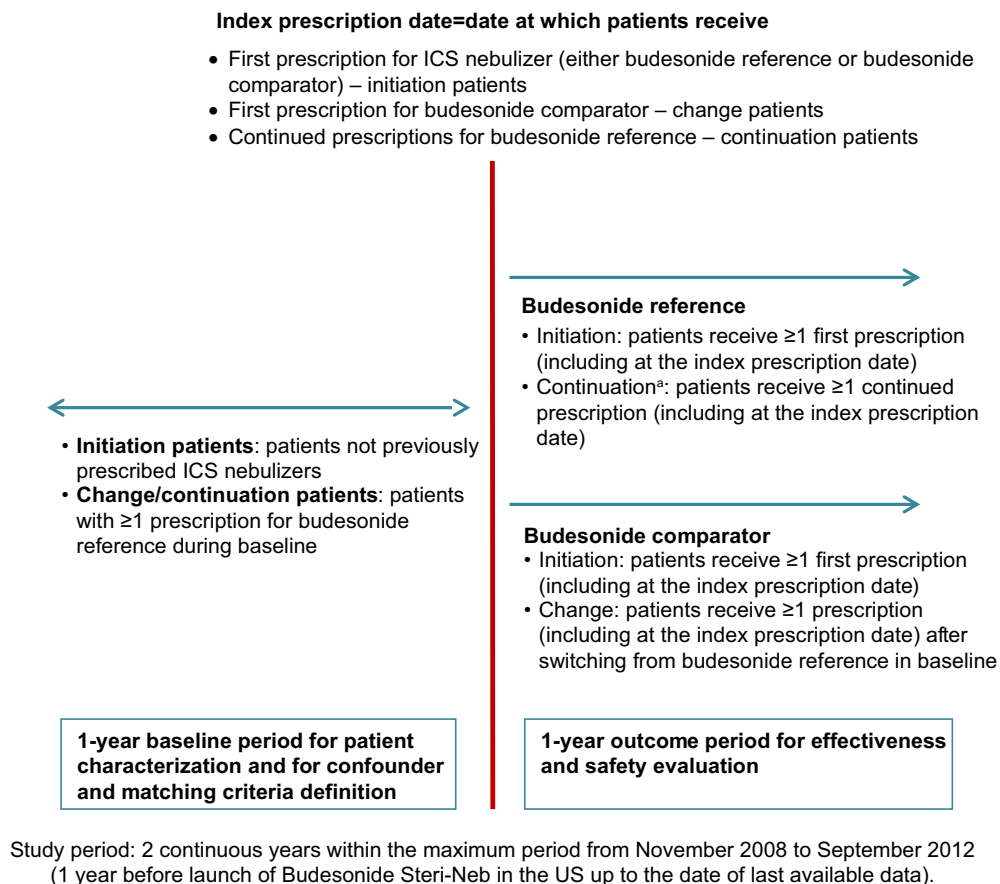 Index prescription date=date at which patients receive
• First prescription for ICS nebulizer (either budesonide reference or budesonide
comparator) – initiation patients
• First prescription for budesonide comparator – change patients
• Continued prescriptions for budesonide reference – continuation patients
• Initiation patients: patients not previously
prescribed ICS nebulizers
• Change/continuation patients: patients
with ≥1 prescription for budesonide
reference during baseline
Budesonide reference
• Initiation: patients receive ≥1 first prescription
(including at the index prescription date)
• Continuationᵃ: patients receive ≥1 continued
prescription (including at the index prescription
date)
Budesonide comparator
• Initiation: patients receive ≥1 first prescription
(including at the index prescription date)
• Change: patients receive ≥1 prescription
(including at the index prescription date) after
switching from budesonide reference in baseline
1-year baseline period for patient
characterization and for confounder
and matching criteria definition
1-year outcome period for effectiveness
and safety evaluation
Study period: 2 continuous years within the maximum period from November 2008 to September 2012
(1 year before launch of Budesonide Steri-Neb in the US up to the date of last available data).